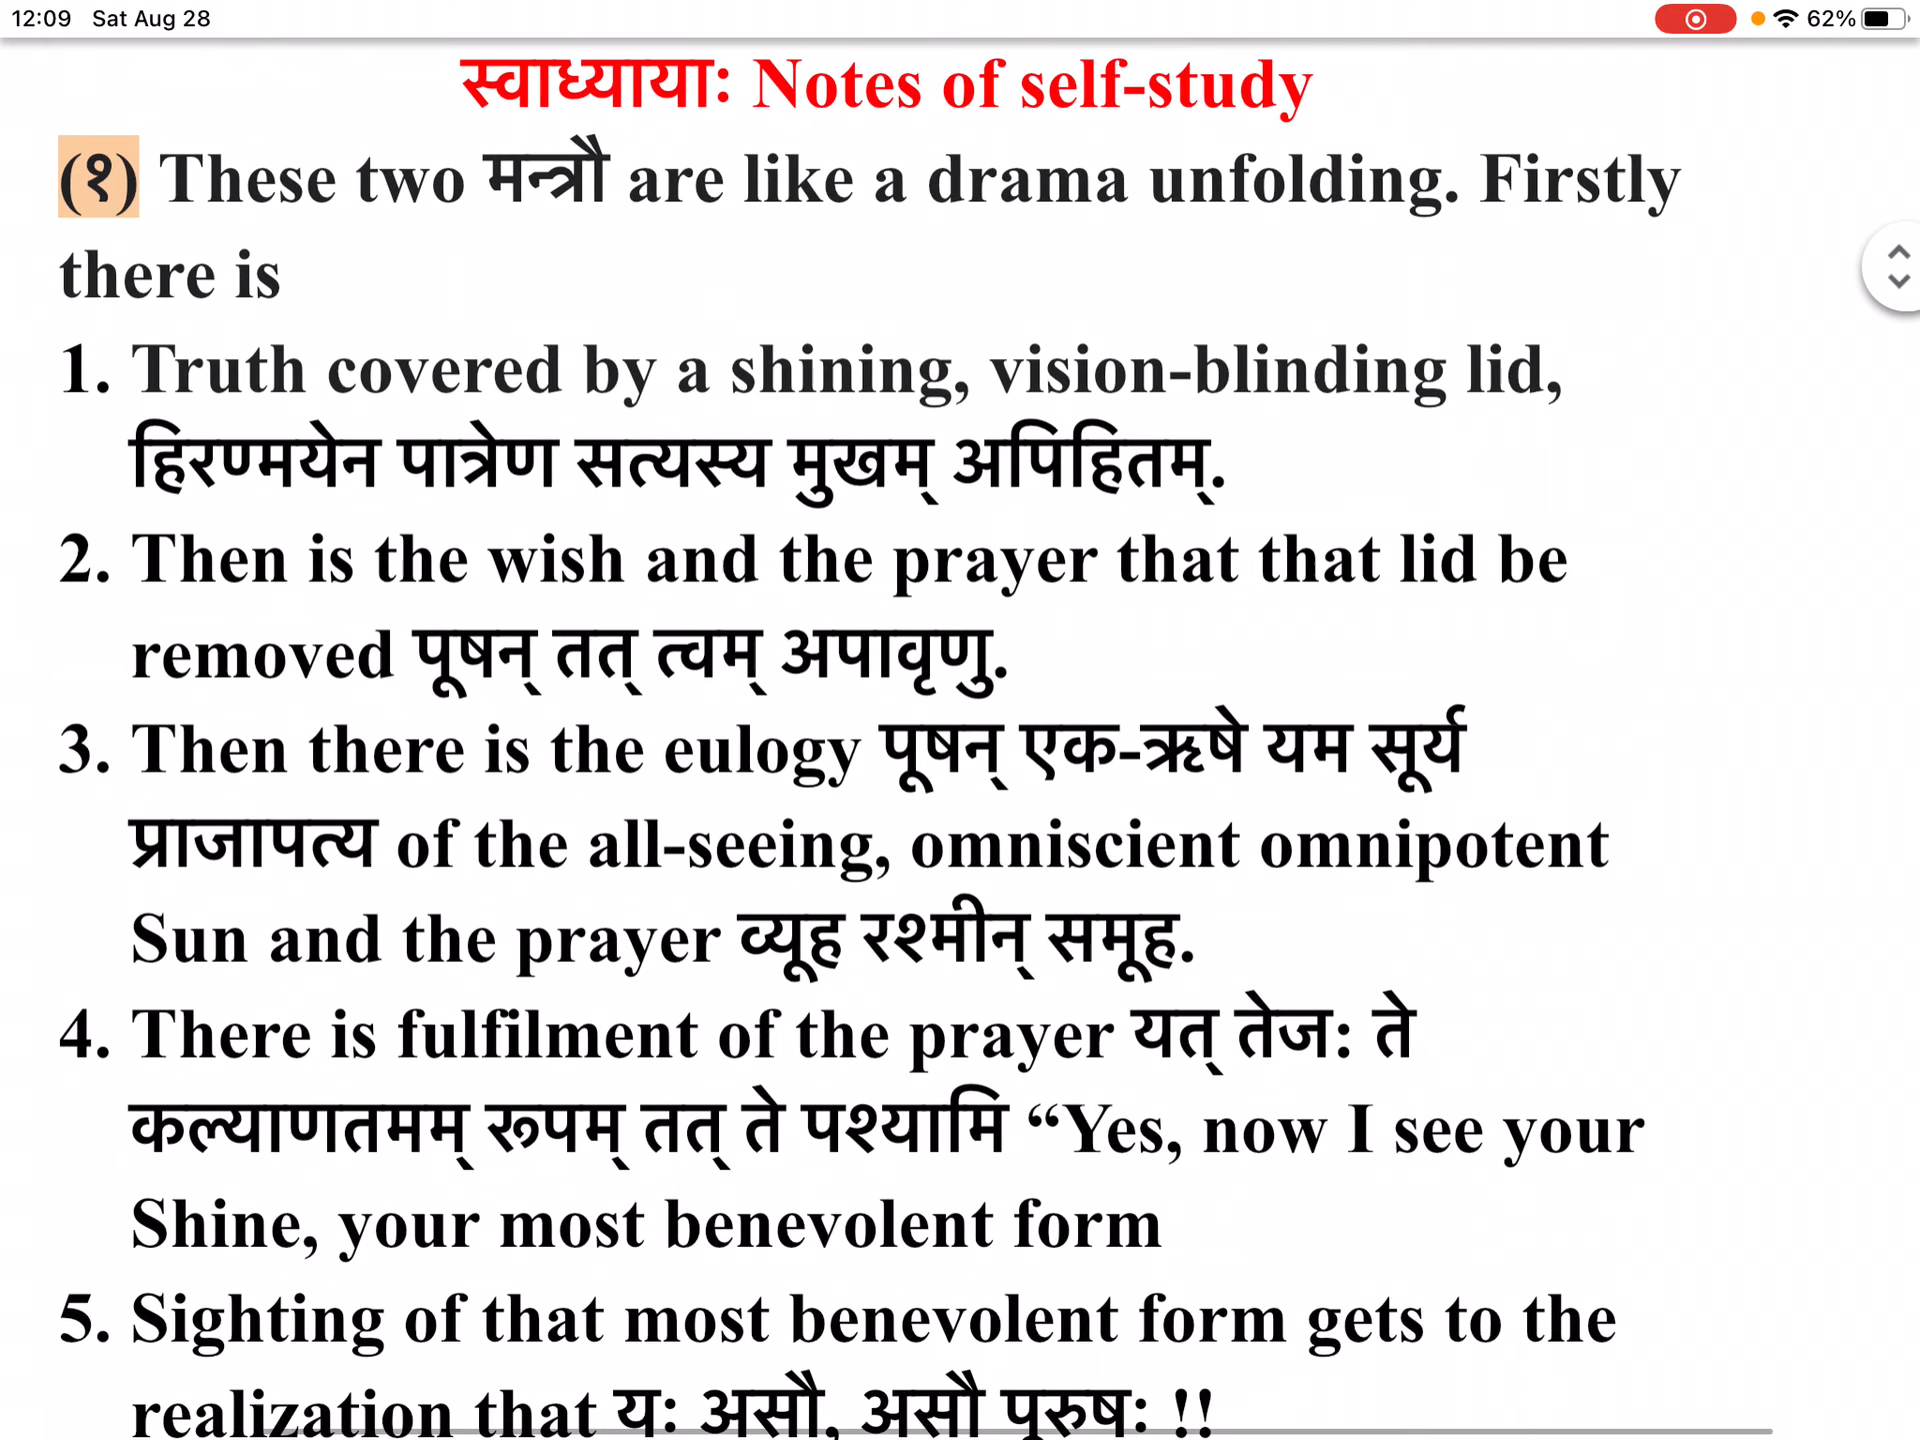 12:09 Sat Aug 28 62%
स्वाध्यायाः Notes of self-study
(१) These two मन्त्रौ are like a drama unfolding. Firstly
there is
1. Truth covered by a shining, vision-blinding lid,
हिरण्मयेन पात्रेण सत्यस्य मुखम् अपिहितम्.
2. Then is the wish and the prayer that that lid be
removed पूषन् तत् त्वम् अपावृणु.
3. Then there is the eulogy पूषन् एक-ऋषे यम सूर्य
प्राजापत्य of the all-seeing, omniscient omnipotent
Sun and the prayer व्यूह रश्मीन् समूह.
4. There is fulfilment of the prayer यत् तेजः ते
कल्याणतमम् रूपम् तत् ते पश्यामि “Yes, now I see your
Shine, your most benevolent form
5. Sighting of that most benevolent form gets to the
realization that यः असौ, असौ पुरुषः !!